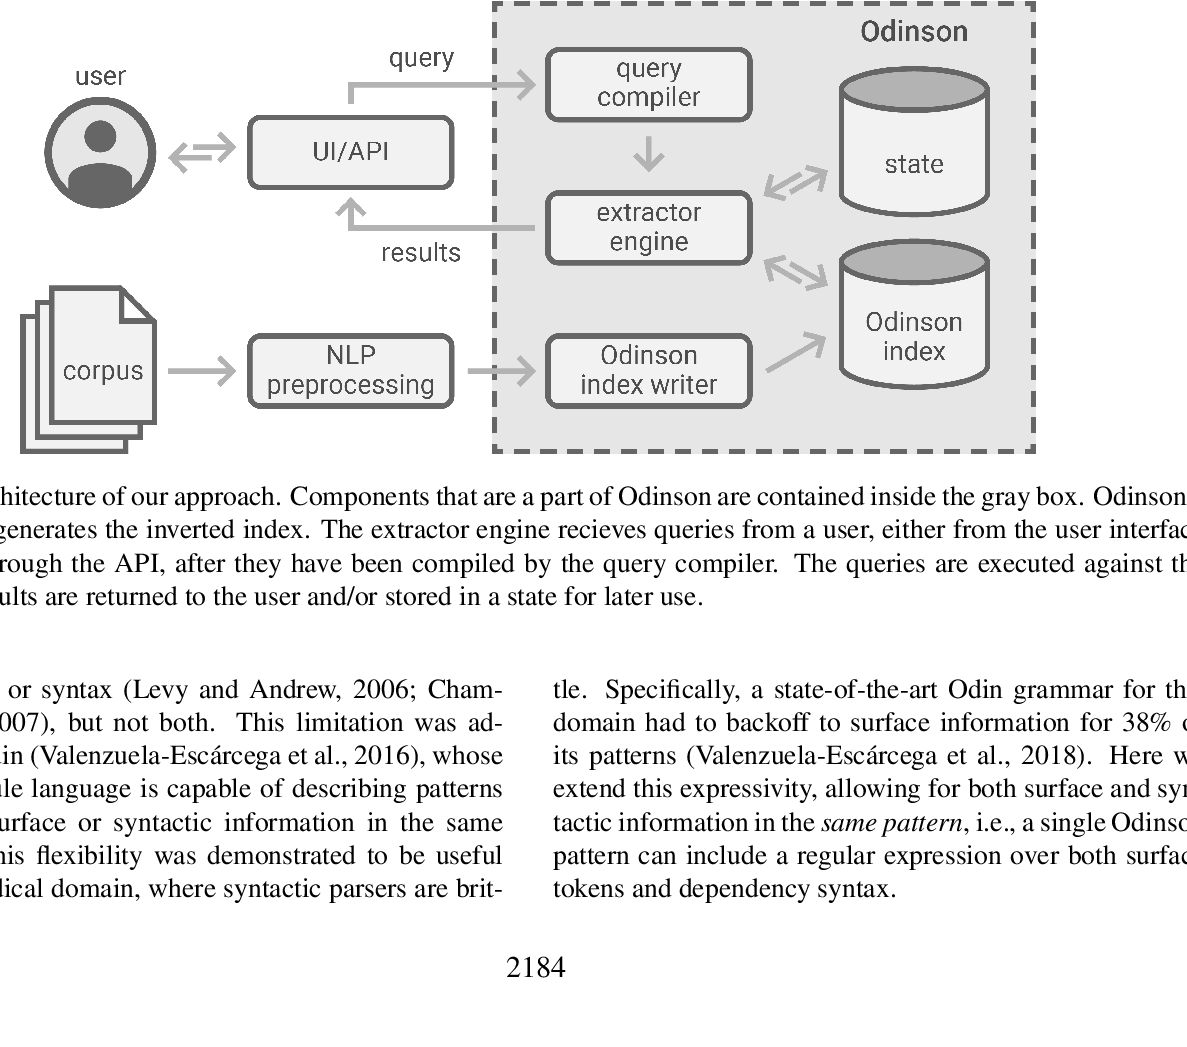 Odinson
query
user
query
compiler
UI/API
state
extractor
engine
results
Odinson
index
NLP
preprocessing
Odinson
index writer
corpus
hitecture of our approach. Components that are a part of Odinson are contained inside the gray box. Odinson
generates the inverted index. The extractor engine recieves queries from a user, either from the user interfac
rough the API, after they have been compiled by the query compiler. The queries are executed against th
ults are returned to the user and/or stored in a state for later use.
or syntax (Levy and Andrew, 2006; Cham-
007), but not both. This limitation was ad-
in (Valenzuela-Escárcega et al., 2016), whose
le language is capable of describing patterns
urface or syntactic information in the same
his flexibility was demonstrated to be useful
dical domain, where syntactic parsers are brit-
tle. Specifically, a state-of-the-art Odin grammar for th
domain had to backoff to surface information for 38% o
its patterns (Valenzuela-Escárcega et al., 2018). Here w
extend this expressivity, allowing for both surface and syn
tactic information in the same pattern, i.e., a single Odinso
pattern can include a regular expression over both surfac
tokens and dependency syntax.
2184